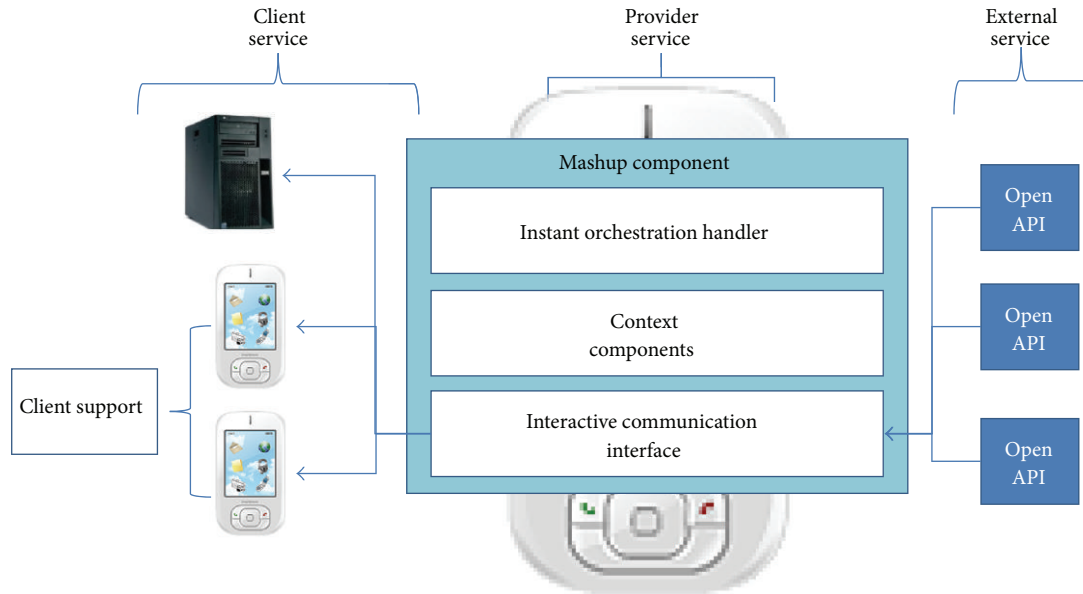 Client
service
Provider
service
External
service
Mashup component
Instant orchestration handler
Context
components
Interactive communication
interface
Client support
Open
API
Open
API
Open
API